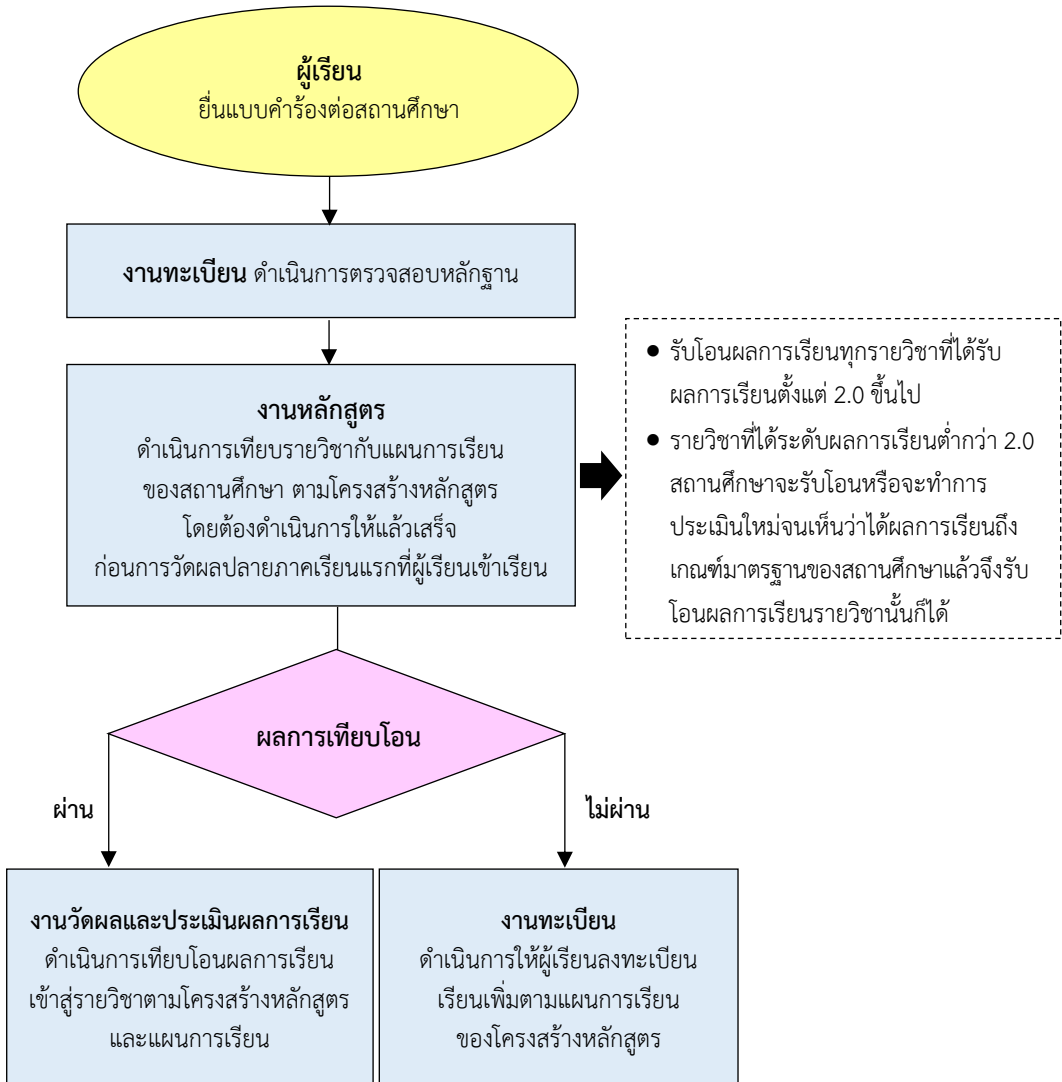 ผู้เรียน
ยื่นแบบคำร้องต่อสถานศึกษา
งานทะเบียน ดำเนินการตรวจสอบหลักฐาน
งานหลักสูตร
ดำเนินการเทียบรายวิชากับแผนการเรียน
ของสถานศึกษา ตามโครงสร้างหลักสูตร
โดยต้องดำเนินการให้แล้วเสร็จ
ก่อนการวัดผลปลายภาคเรียนแรกที่ผู้เรียนเข้าเรียน
● รับโอนผลการเรียนทุกรายวิชาที่ได้รับ
ผลการเรียนตั้งแต่ 2.0 ขึ้นไป
● รายวิชาที่ได้ระดับผลการเรียนต่ำกว่า 2.0
สถานศึกษาจะรับโอนหรือจะทำการ
ประเมินใหม่จนเห็นว่าได้ผลการเรียนถึง
เกณฑ์มาตรฐานของสถานศึกษาแล้วจึงรับ
โอนผลการเรียนรายวิชานั้นก็ได้
ผลการเทียบโอน
ผ่าน
ไม่ผ่าน
งานวัดผลและประเมินผลการเรียน
ดำเนินการเทียบโอนผลการเรียน
เข้าสู่รายวิชาตามโครงสร้างหลักสูตร
และแผนการเรียน
งานทะเบียน
ดำเนินการให้ผู้เรียนลงทะเบียน
เรียนเพิ่มตามแผนการเรียน
ของโครงสร้างหลักสูตร